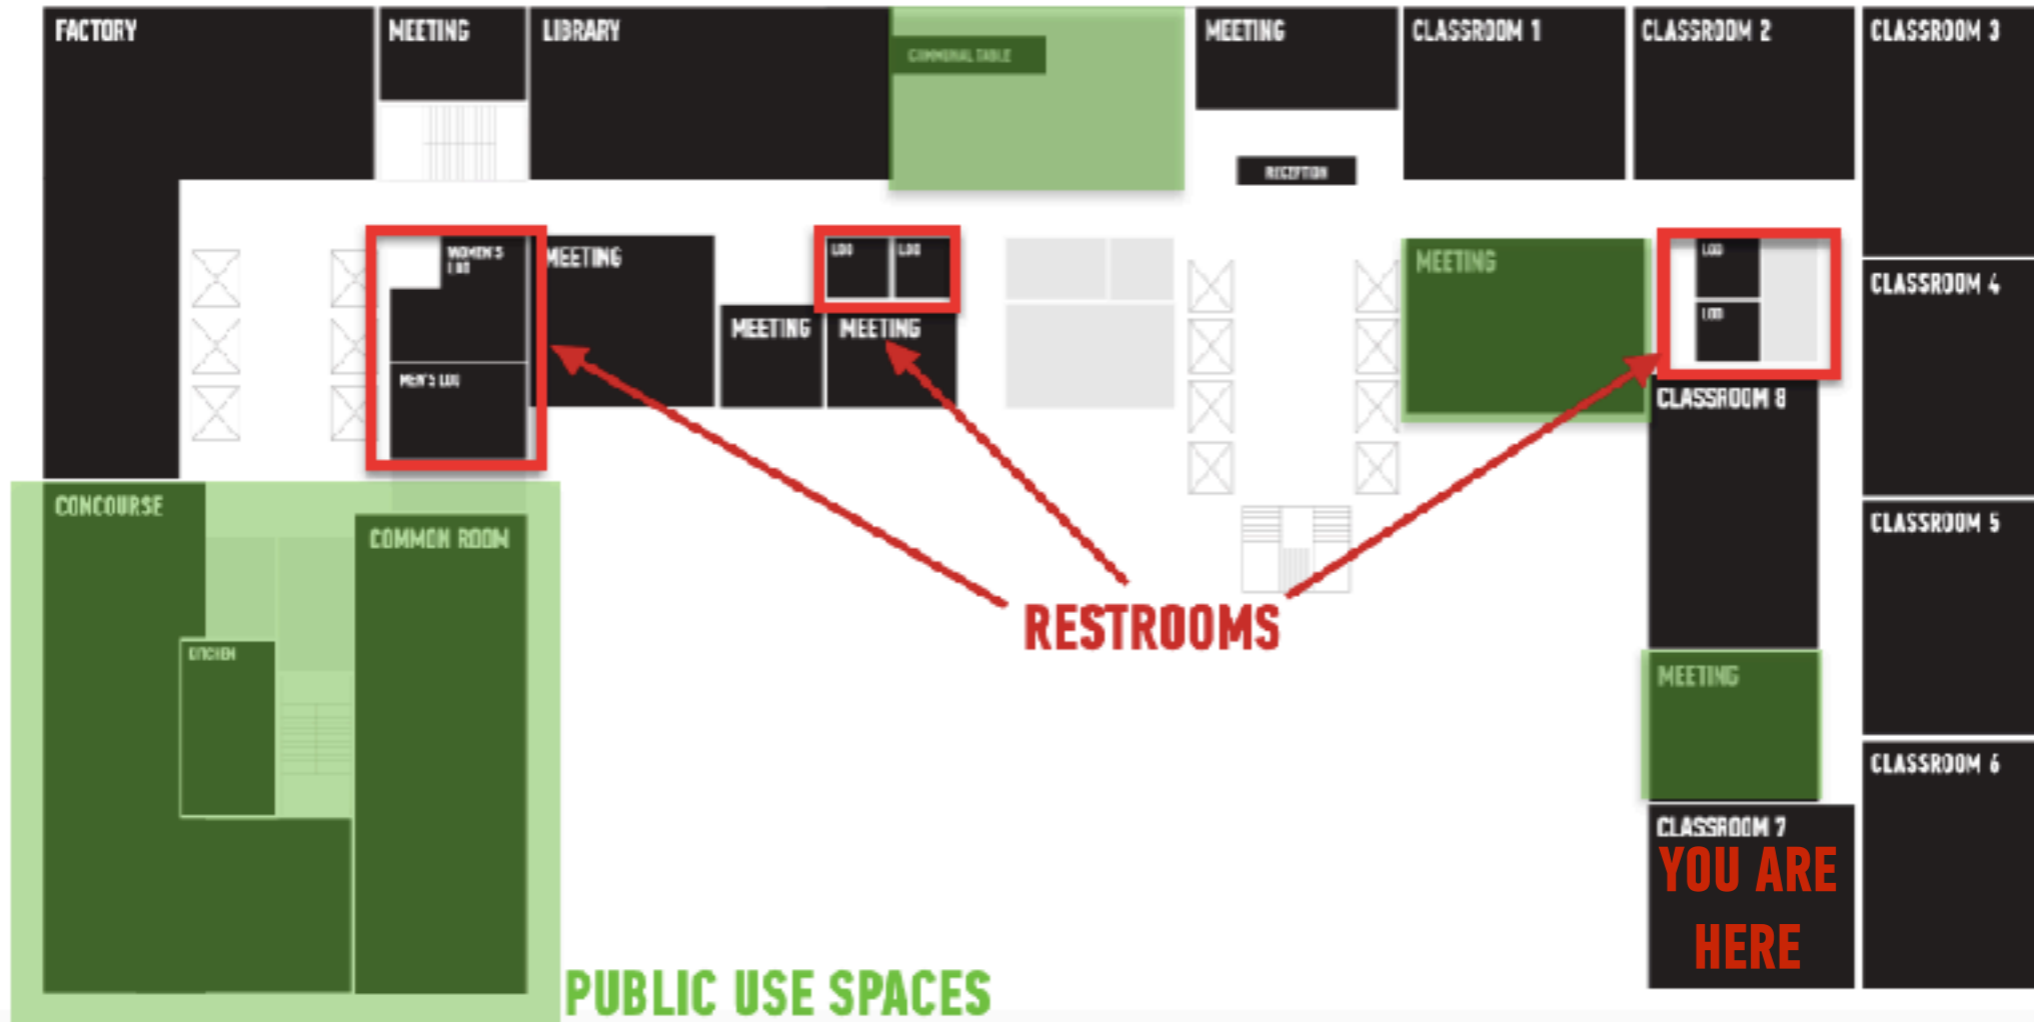 FACTORY
MEETING
LIBRARY
COMMUNAL TABLE
MEETING
CLASSROOM 1
CLASSROOM 2
CLASSROOM 3
RECEPTION
WOMEN'S
LOO
MEETING
LOO
LOO
MEETING
LOO
LOO
CLASSROOM 4
MEETING
MEETING
MEN'S LOO
CLASSROOM 8
CONCOURSE
COMMON ROOM
CLASSROOM 5
RESTROOMS
KITCHEN
MEETING
CLASSROOM 6
CLASSROOM 7
YOU ARE
HERE
PUBLIC USE SPACES